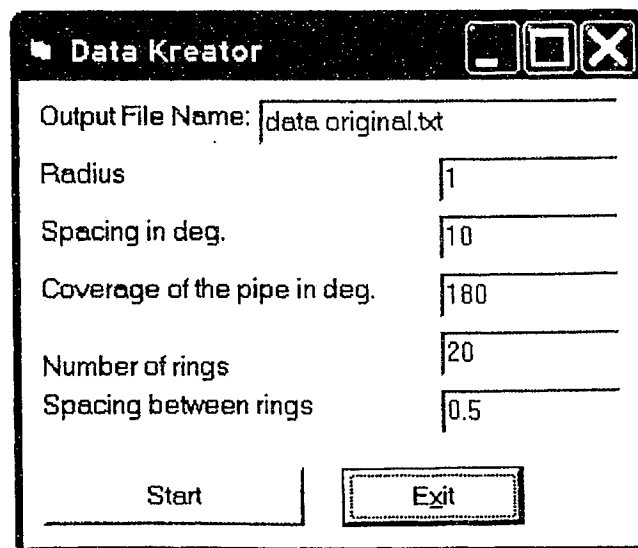 Data Kreator
Output File Name: data original.txt
Radius 1
Spacing in deg. 10
Coverage of the pipe in deg. 180
Number of rings 20
Spacing between rings 0.5
Start Exit